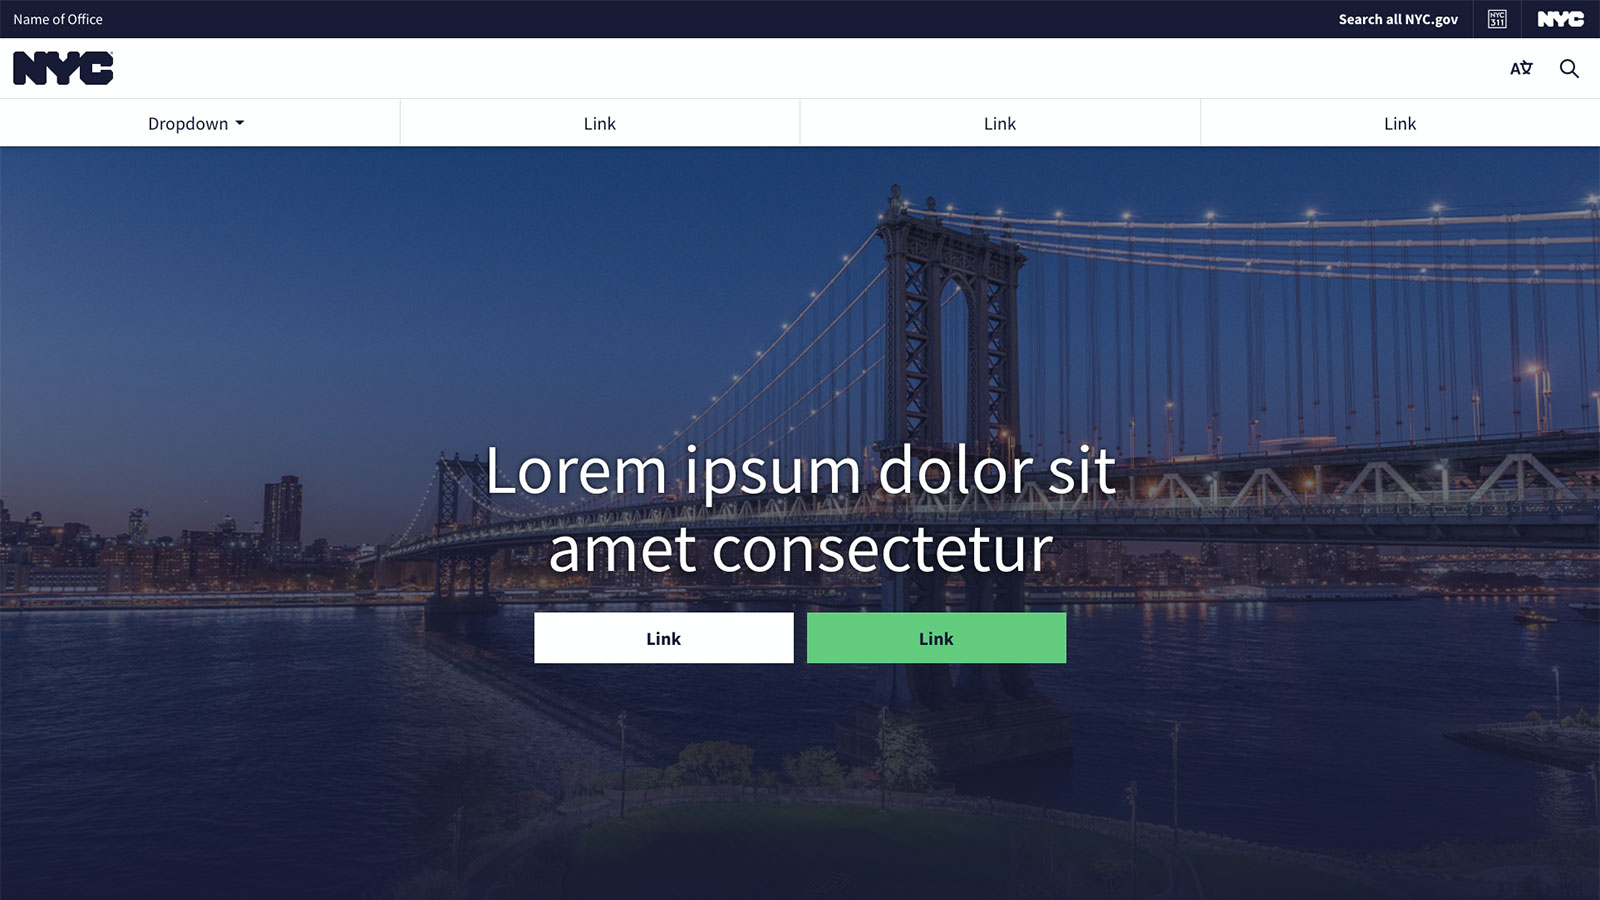 Name of Office
Search all NYC.gov
NYC
311
NYC
NYC
A
Dropdown
Link
Link
Link
Lorem ipsum dolor sit
amet consectetur
Link
Link